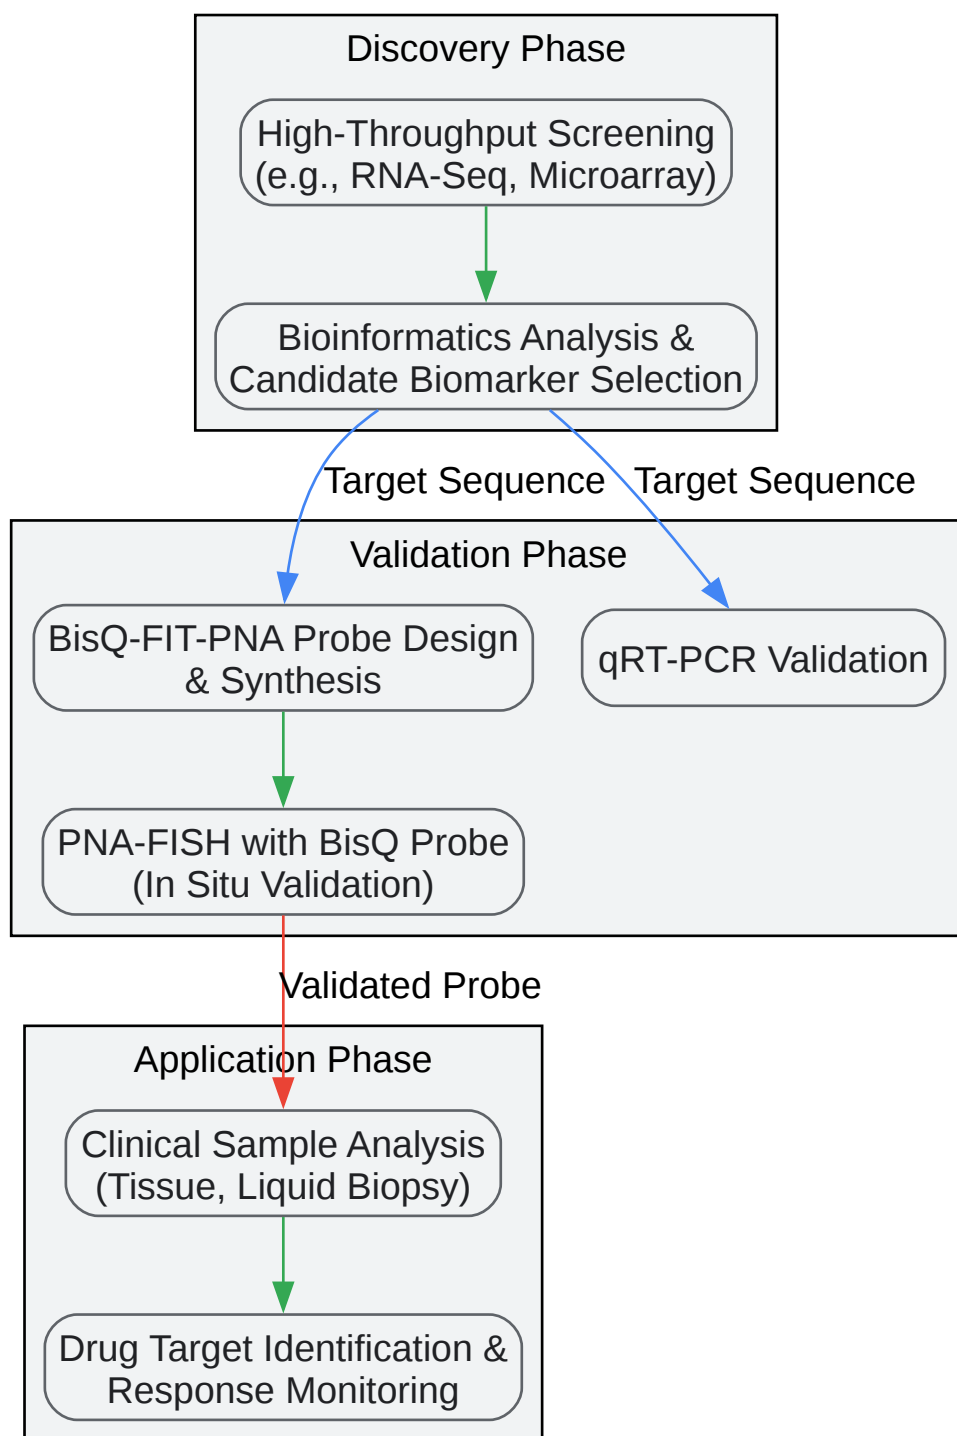 Discovery Phase
High-Throughput Screening
(e.g., RNA-Seq, Microarray)
Bioinformatics Analysis &
Candidate Biomarker Selection
Target Sequence
Target Sequence
Validation Phase
BisQ-FIT-PNA Probe Design
& Synthesis
qRT-PCR Validation
PNA-FISH with BisQ Probe
(In Situ Validation)
Validated Probe
Application Phase
Clinical Sample Analysis
(Tissue, Liquid Biopsy)
Drug Target Identification &
Response Monitoring